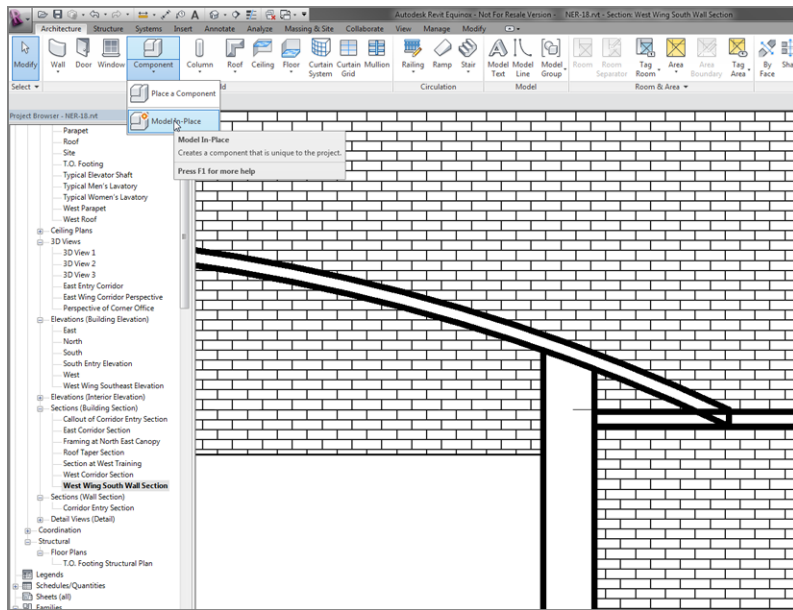 Autodesk Revit Equinox - Not For Resale Version - NER-18.rvt - Section: West Wing South Wall Section
Architecture Structure Systems Insert Annotate Analyze Massing & Site Collaborate View Manage Modify
Modify Wall Door Window Component Column Roof Ceiling Floor Curtain System Curtain Grid Mullion Railing Ramp Stair Model Text Model Line Model Group Room Room Separator Tag Room Area Area Boundary Tag Area By Face
Select Circulation Model Room & Area
Place a Component
Model In-Place
Project Browser - NER-18.rvt
Model In-Place
Creates a component that is unique to the project.
Press F1 for more help
Parapet
Roof
Site
T.O. Footing
Typical Elevator Shaft
Typical Men's Lavatory
Typical Women's Lavatory
West Parapet
West Roof
Ceiling Plans
3D Views
3D View 1
3D View 2
3D View 3
East Entry Corridor
East Wing Corridor Perspective
Perspective of Corner Office
Elevations (Building Elevation)
East
North
South
South Entry Elevation
West
West Wing Southeast Elevation
Elevations (Interior Elevation)
Sections (Building Section)
Callout of Corridor Entry Section
East Corridor Section
Framing at North East Canopy
Roof Taper Section
Section at West Training
West Corridor Section
West Wing South Wall Section
Sections (Wall Section)
Corridor Entry Section
Detail Views (Detail)
Coordination
Structural
Floor Plans
T.O. Footing Structural Plan
Legends
Schedules/Quantities
Sheets (all)
Families